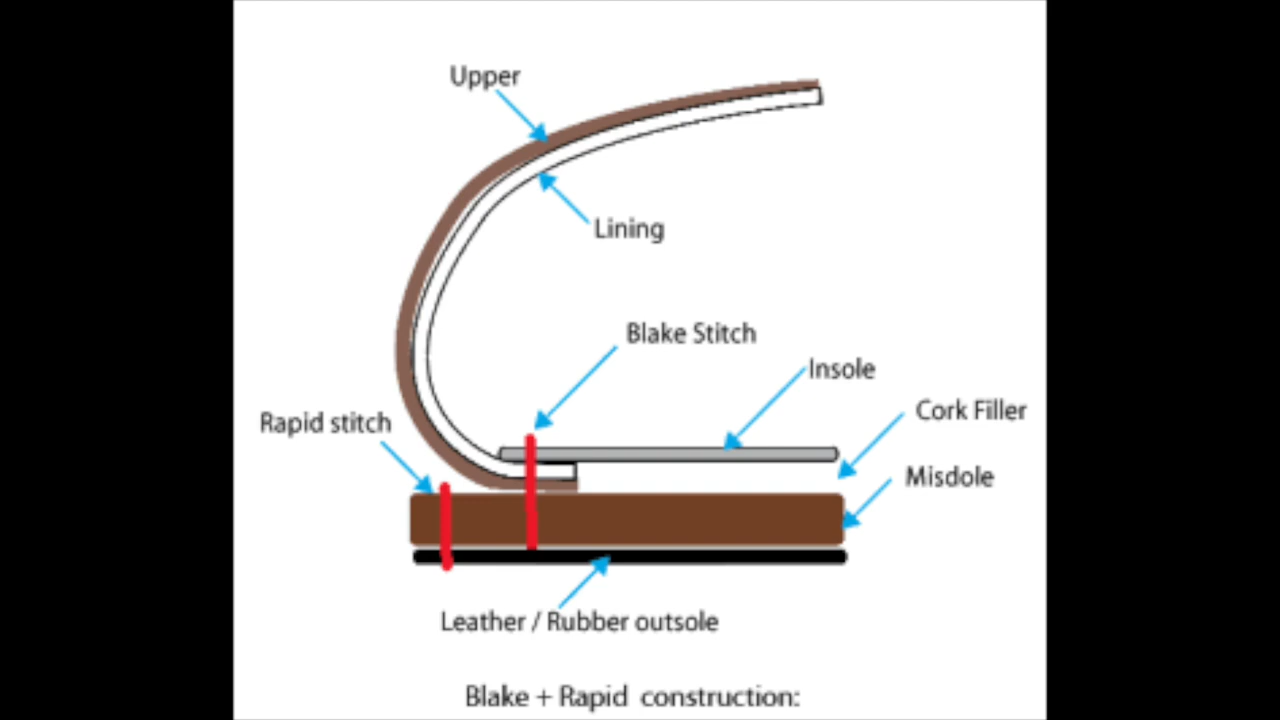 Upper
Lining
Blake Stitch
Insole
Cork Filler
Rapid stitch
Misdole
Leather / Rubber outsole
Blake + Rapid construction: